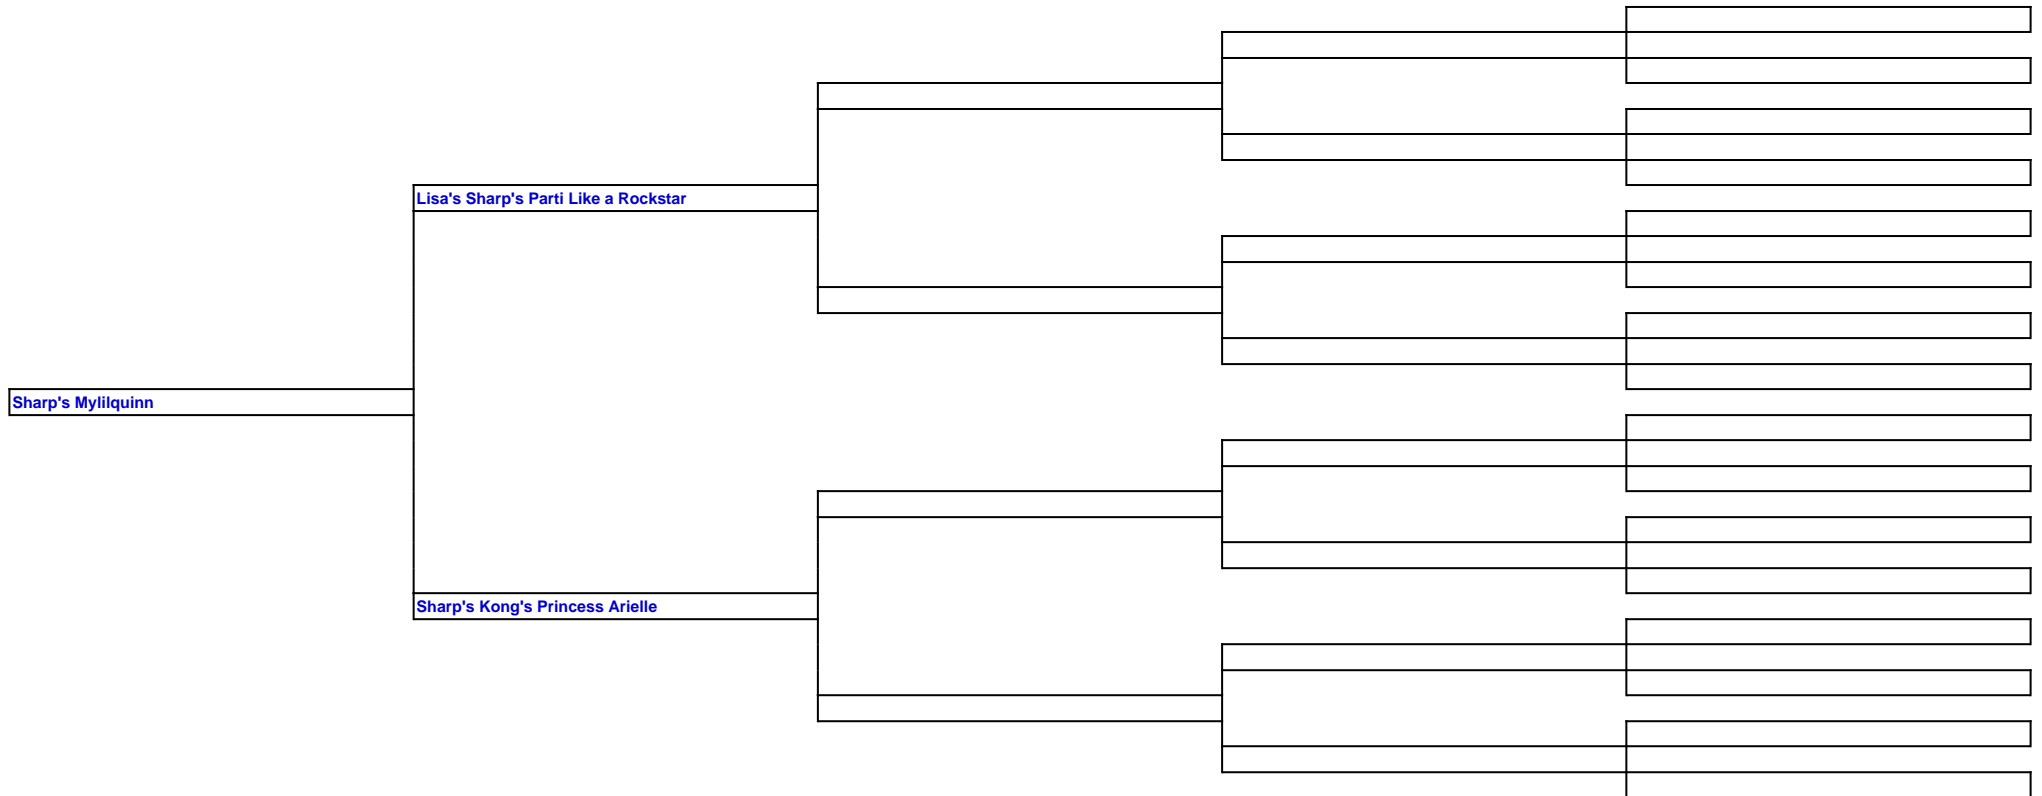 Lisa's Sharp's Parti Like a Rockstar
Sharp's Mylilquinn
Sharp's Kong's Princess Arielle